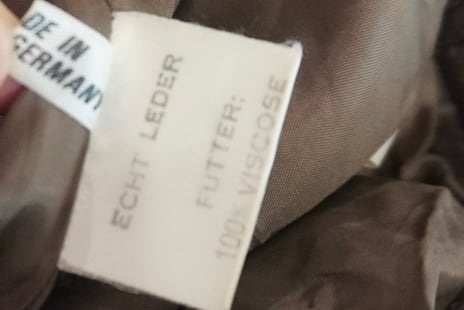 DE IN
GERMANY
ECHT LEDER
FUTTER;
100% VISCOSE